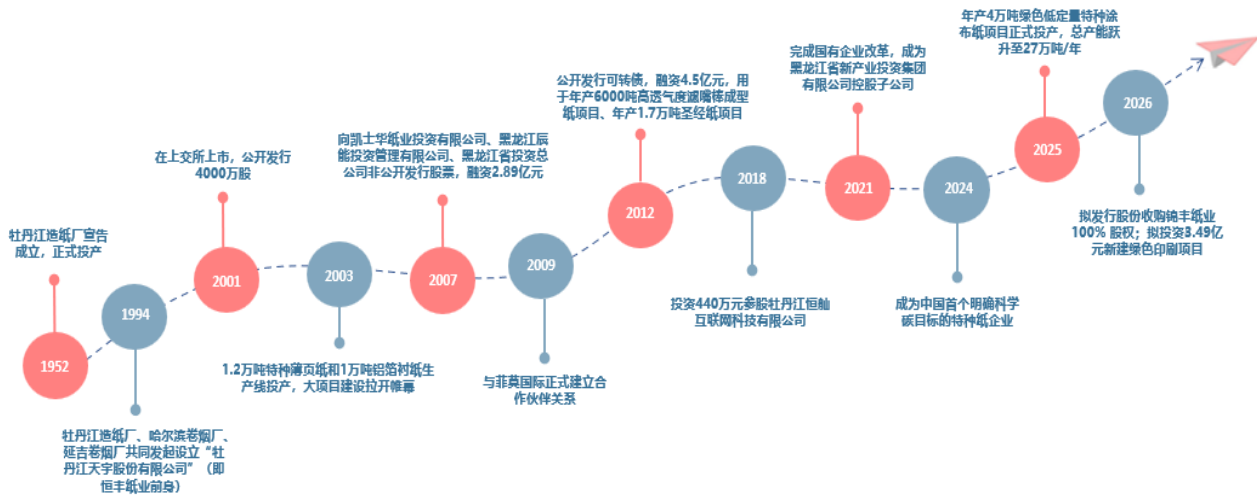 1952
牡丹江造纸厂宣告
成立，正式投产
1994
牡丹江造纸厂、哈尔滨卷烟厂、
延吉卷烟厂共同发起设立“牡
丹江天宇股份有限公司”（即
恒丰纸业前身）
2001
在上交所上市，公开发行
4000万股
2003
1.2万吨特种薄页纸和1万吨铝箔衬纸生
产线投产，大项目建设拉开帷幕
2007
向凯士华纸业投资有限公司、黑龙江辰
能投资管理有限公司、黑龙江省投资总
公司非公开发行股票，融资2.89亿元
2009
与菲莫国际正式建立合
作伙伴关系
2012
公开发行可转债，融资4.5亿元，用
于年产6000吨高透气度滤嘴棒成型
纸项目、年产1.7万吨圣经纸项目
2018
投资440万元参股牡丹江恒舢
互联网科技有限公司
2021
完成国有企业改革，成为
黑龙江省新产业投资集团
有限公司控股子公司
2024
成为中国首个明确科学
碳目标的特种纸企业
2025
年产4万吨绿色低定量特种涂
布纸项目正式投产，总产能跃
升至27万吨/年
2026
拟发行股份收购锦丰纸业
100% 股权；拟投资3.49亿
元新建绿色印刷项目